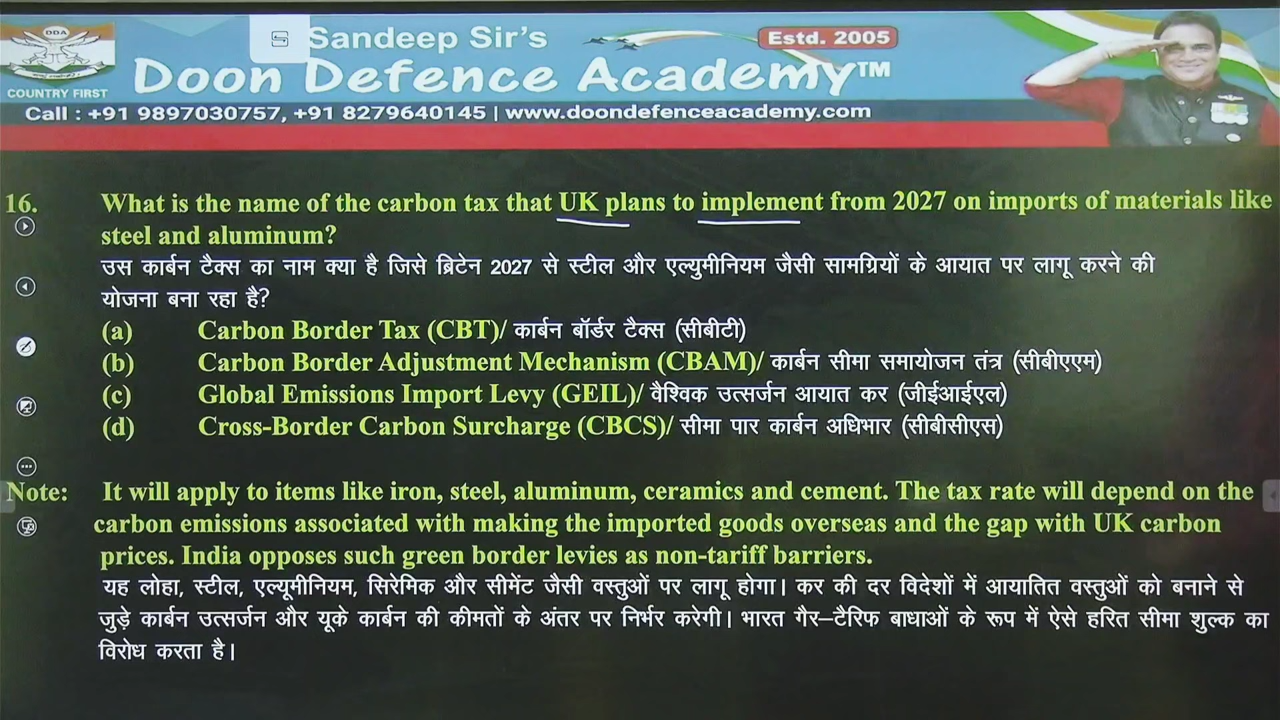 DDA
COUNTRY FIRST
Sandeep Sir's
Estd. 2005
Doon Defence Academy™
Call : +91 9897030757, +91 8279640145 | www.doondefenceacademy.com
16. What is the name of the carbon tax that UK plans to implement from 2027 on imports of materials like
steel and aluminum?
उस कार्बन टैक्स का नाम क्या है जिसे ब्रिटेन 2027 से स्टील और एल्युमीनियम जैसी सामग्रियों के आयात पर लागू करने की
योजना बना रहा है?
(a) Carbon Border Tax (CBT)/ कार्बन बॉर्डर टैक्स (सीबीटी)
(b) Carbon Border Adjustment Mechanism (CBAM)/ कार्बन सीमा समायोजन तंत्र (सीबीएएम)
(c) Global Emissions Import Levy (GEIL)/ वैश्विक उत्सर्जन आयात कर (जीईआईएल)
(d) Cross-Border Carbon Surcharge (CBCS)/ सीमा पार कार्बन अधिभार (सीबीसीएस)
Note: It will apply to items like iron, steel, aluminum, ceramics and cement. The tax rate will depend on the
carbon emissions associated with making the imported goods overseas and the gap with UK carbon
prices. India opposes such green border levies as non-tariff barriers.
यह लोहा, स्टील, एल्यूमीनियम, सिरेमिक और सीमेंट जैसी वस्तुओं पर लागू होगा। कर की दर विदेशों में आयातित वस्तुओं को बनाने से
जुड़े कार्बन उत्सर्जन और यूके कार्बन की कीमतों के अंतर पर निर्भर करेगी। भारत गैर–टैरिफ बाधाओं के रूप में ऐसे हरित सीमा शुल्क का
विरोध करता है।